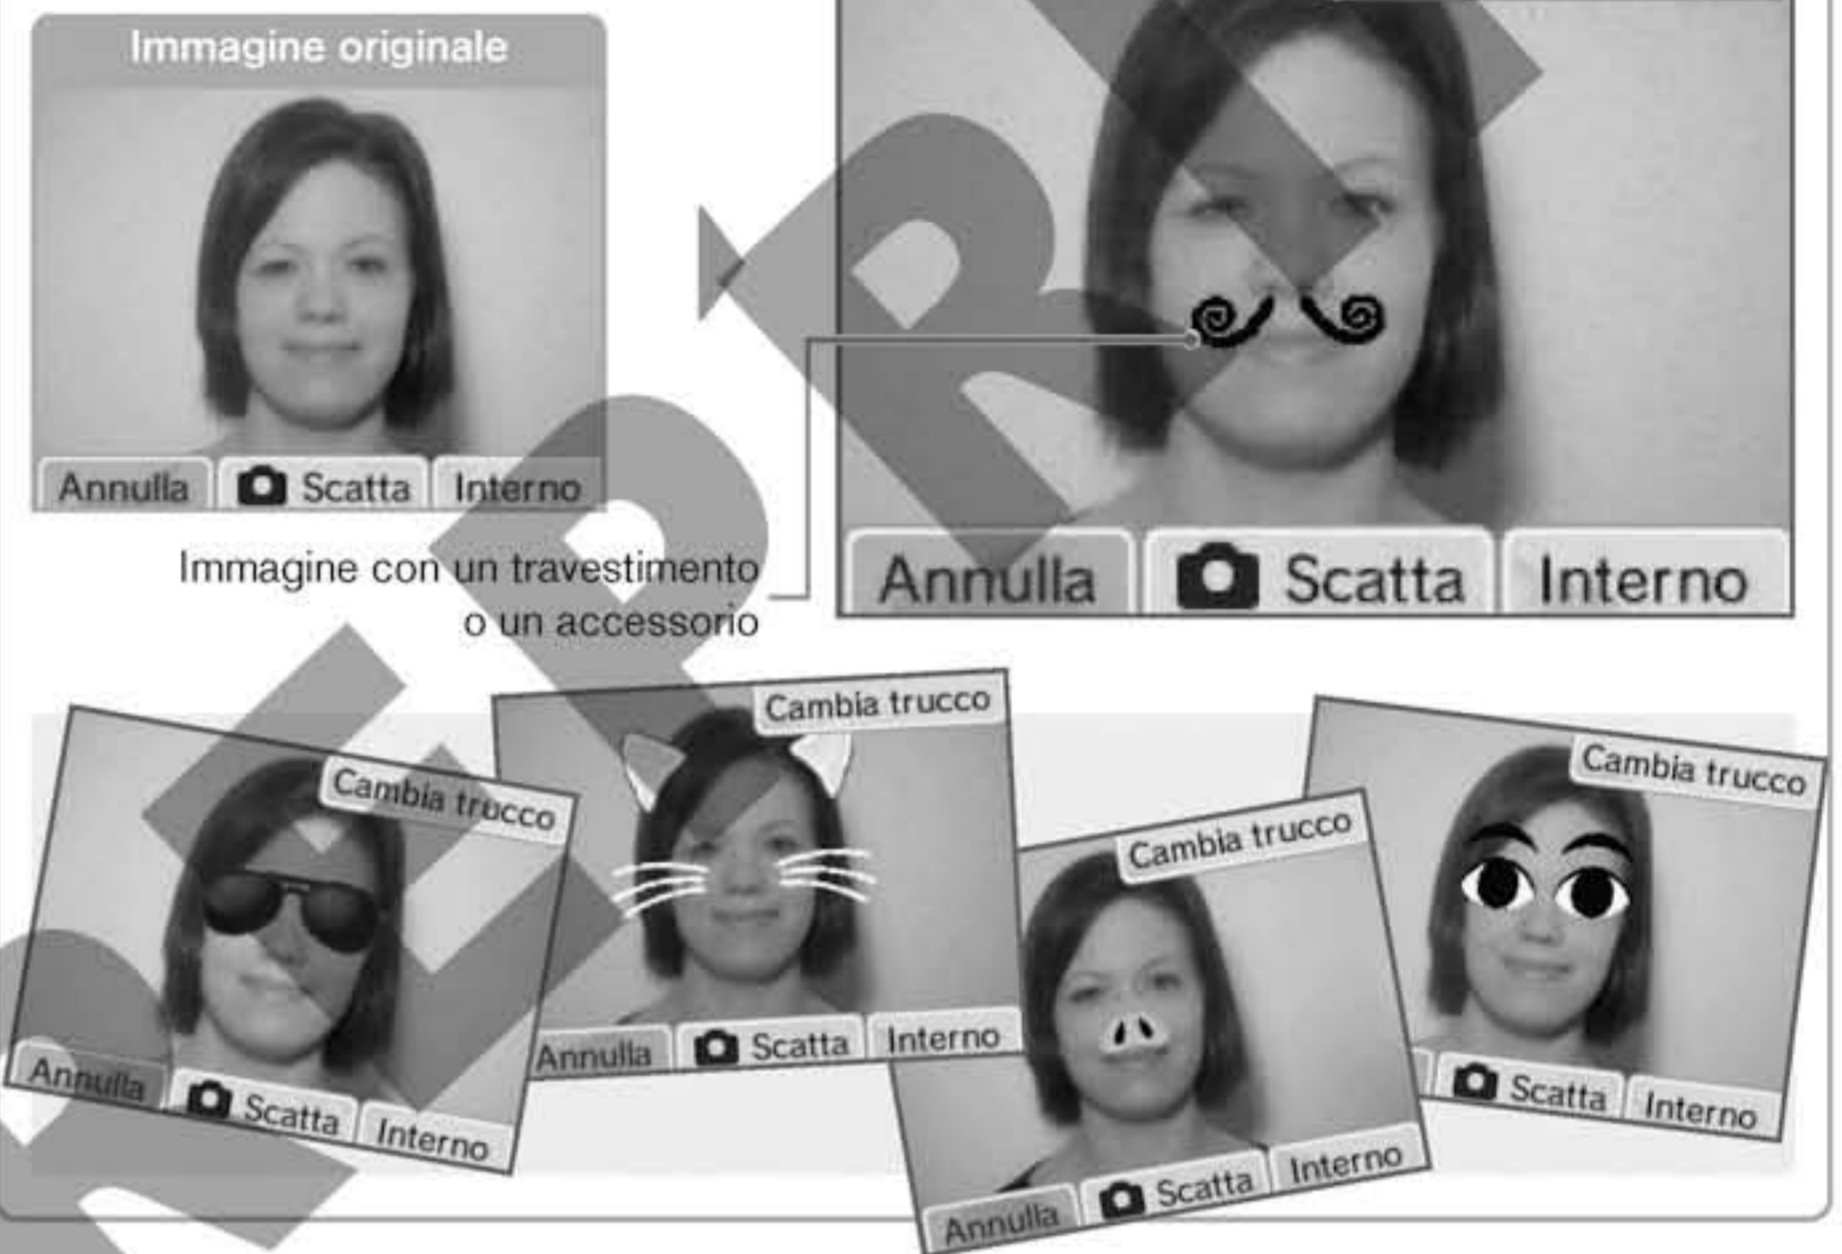 Immagine originale
Annulla Scatta Interno
Annulla Scatta Interno
Immagine con un travestimento
o un accessorio
Cambia trucco
Annulla Scatta Interno
Cambia trucco
Annulla Scatta Interno
Cambia trucco
Annulla Scatta Interno
Cambia trucco
Scatta Interno